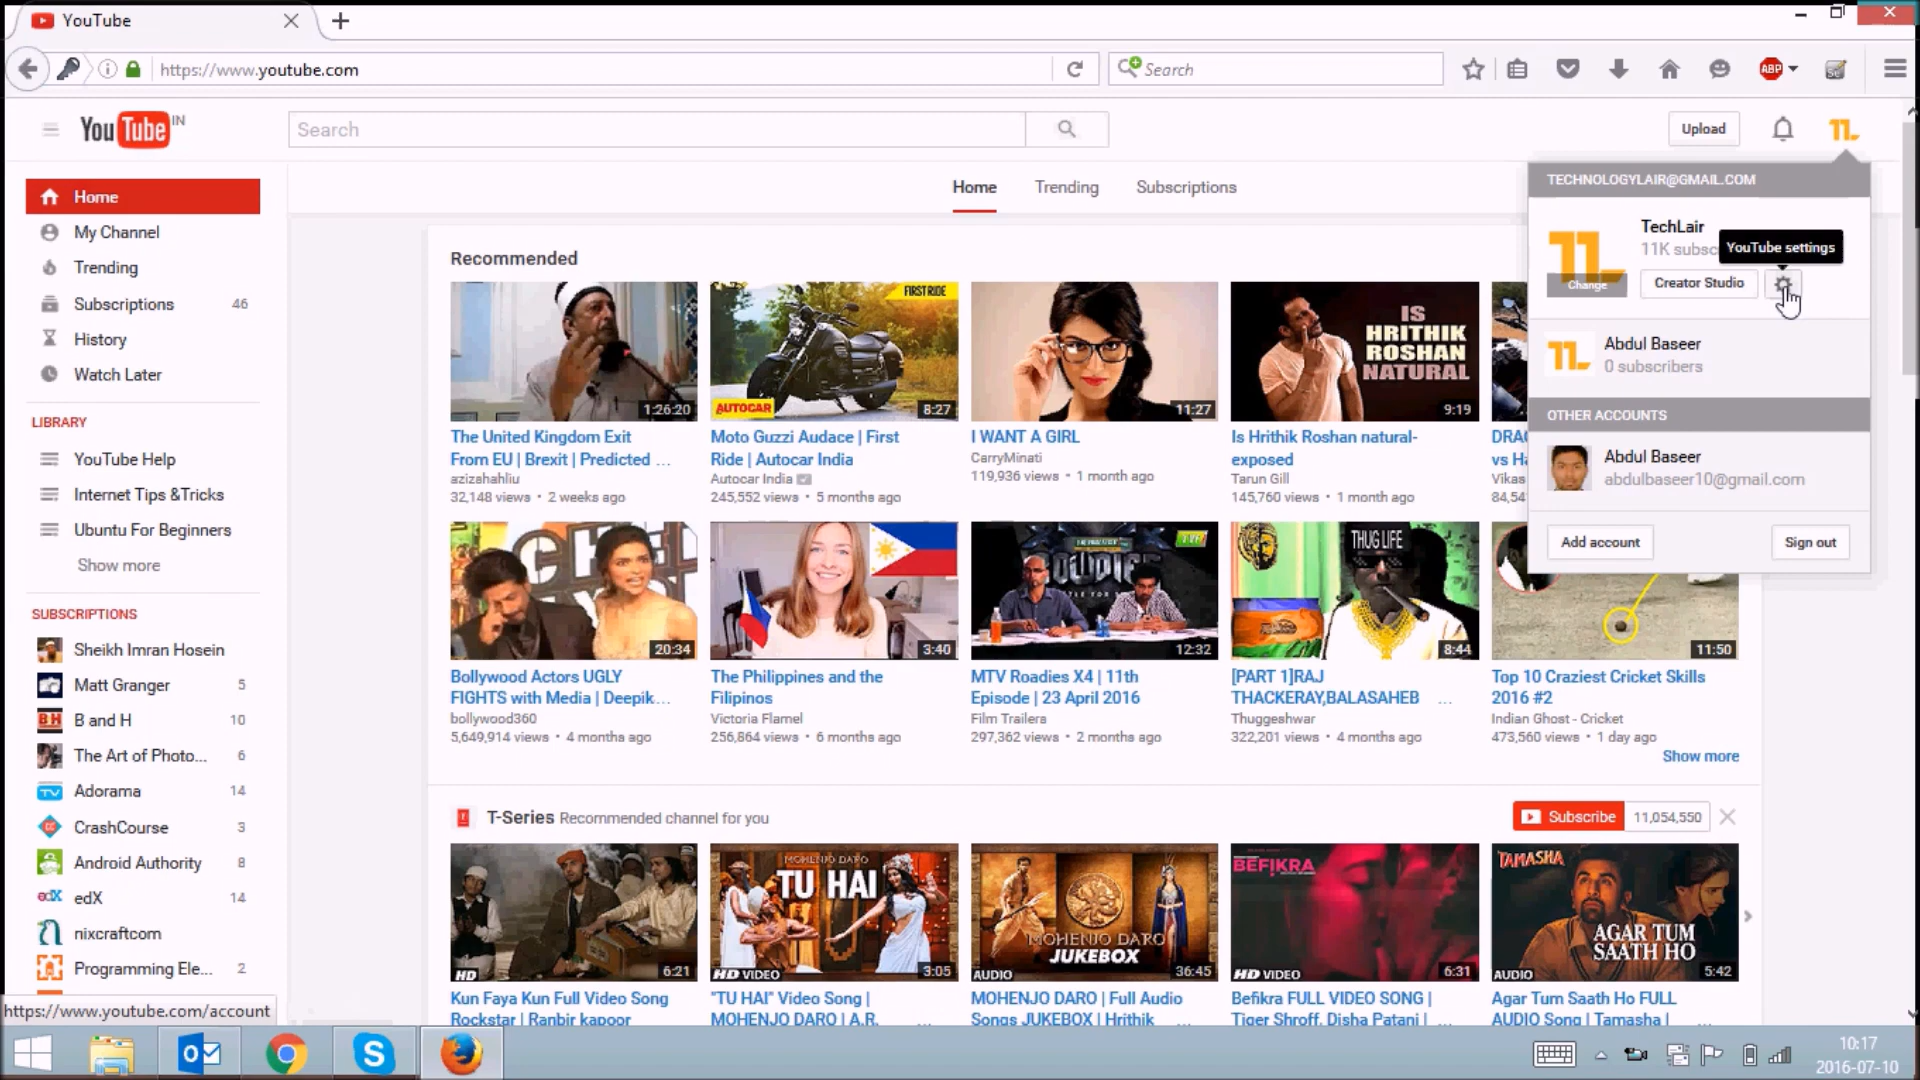 YouTube
https://www.youtube.com
Search
ABP
YouTube IN
Search
Upload
Home
My Channel
Trending
Subscriptions 46
History
Watch Later
LIBRARY
YouTube Help
Internet Tips &Tricks
Ubuntu For Beginners
Show more
SUBSCRIPTIONS
Sheikh Imran Hosein
Matt Granger 5
B and H 10
The Art of Photo... 6
Adorama 14
CrashCourse 3
Android Authority 8
edX 14
nixcraftcom
Programming Ele... 2
https://www.youtube.com/account
Home Trending Subscriptions
Recommended
1:26:20
The United Kingdom Exit
From EU | Brexit | Predicted ...
azizahahliu
32,148 views • 2 weeks ago
FIRST RIDE
AUTOCAR
8:27
Moto Guzzi Audace | First
Ride | Autocar India
Autocar India
245,552 views • 5 months ago
11:27
I WANT A GIRL
CarryMinati
119,936 views • 1 month ago
IS
HRITHIK
ROSHAN
NATURAL
9:19
Is Hrithik Roshan natural-
exposed
Tarun Gill
145,760 views • 1 month ago
vs
Vikas
84,54
20:34
Bollywood Actors UGLY
FIGHTS with Media | Deepik...
bollywood360
5,649,914 views • 4 months ago
3:40
The Philippines and the
Filipinos
Victoria Flamel
256,864 views • 6 months ago
12:32
MTV Roadies X4 | 11th
Episode | 23 April 2016
Film Trailera
297,362 views • 2 months ago
THUG LIFE
8:44
[PART 1]RAJ
THACKERAY,BALASAHEB ...
Thuggeshwar
322,201 views • 4 months ago
11:50
Top 10 Craziest Cricket Skills
2016 #2
Indian Ghost - Cricket
473,560 views • 1 day ago
Show more
T-Series Recommended channel for you
Subscribe 11,054,550
HD
6:21
Kun Faya Kun Full Video Song
Rockstar | Ranbir kapoor
MOHENJO DARO
TU HAI
HD VIDEO
3:05
"TU HAI" Video Song |
MOHENJO DARO | A.R. ...
MOHENJO DARO
JUKEBOX
AUDIO
36:45
MOHENJO DARO | Full Audio
Songs JUKEBOX | Hrithik ...
BEFIKRA
HD VIDEO
6:31
Befikra FULL VIDEO SONG |
Tiger Shroff, Disha Patani | ...
TAMASHA
AGAR TUM
SAATH HO
AUDIO
5:42
Agar Tum Saath Ho FULL
AUDIO Song | Tamasha | ...
TECHNOLOGYLAIR@GMAIL.COM
TechLair
11K subsc
YouTube settings
Change
Creator Studio
Abdul Baseer
0 subscribers
OTHER ACCOUNTS
Abdul Baseer
abdulbaseer10@gmail.com
Add account
Sign out
10:17
2016-07-10